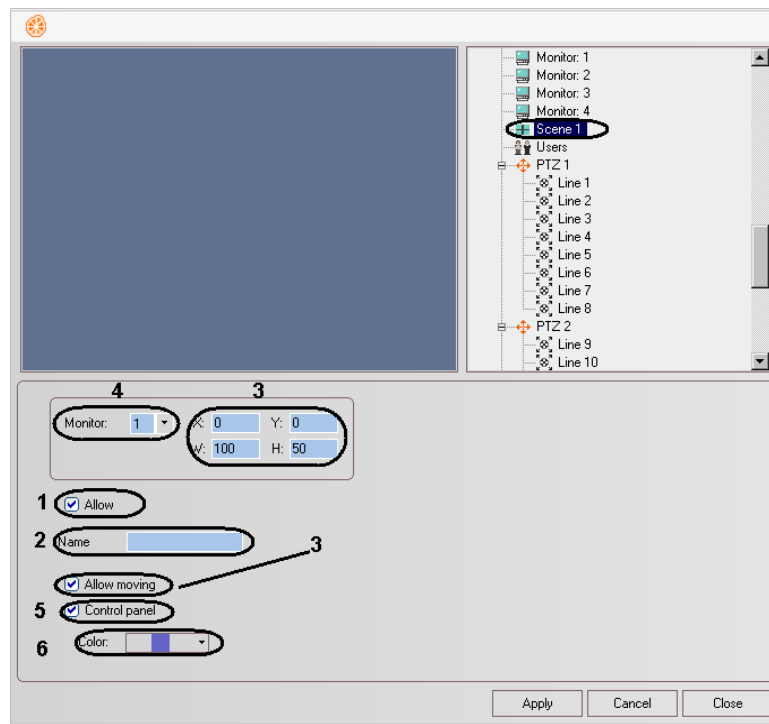 Monitor: 1
Monitor: 2
Monitor: 3
Monitor: 4
Scene 1
Users
PTZ 1
Line 1
Line 2
Line 3
Line 4
Line 5
Line 6
Line 7
Line 8
PTZ 2
Line 9
Line 10
4 3
Monitor: 1 X: 0 Y: 0
W: 100 H: 50
1 Allow
2 Name
3
Allow moving
5 Control panel
6 Color:
Apply Cancel Close